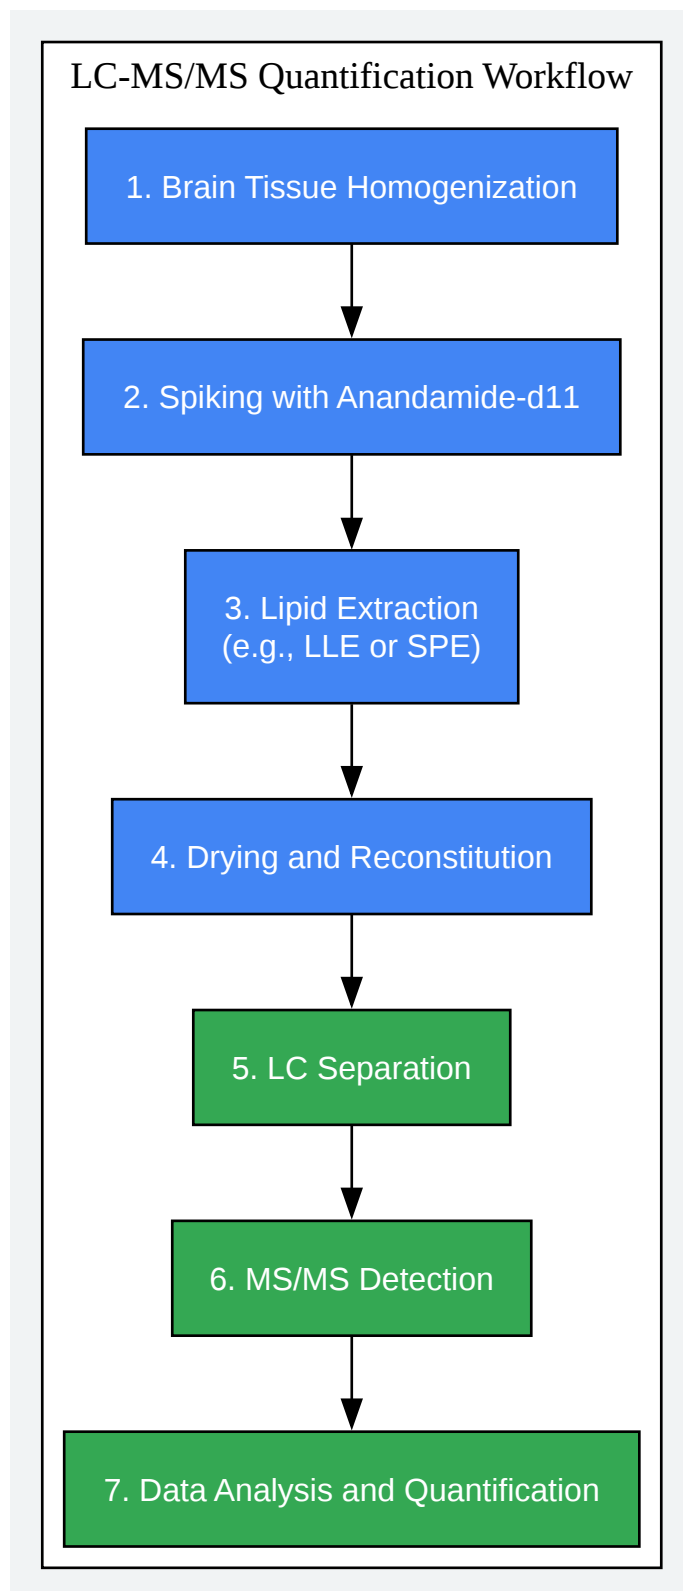 LC-MS/MS Quantification Workflow
1. Brain Tissue Homogenization
2. Spiking with Anandamide-d11
3. Lipid Extraction
(e.g., LLE or SPE)
4. Drying and Reconstitution
5. LC Separation
6. MS/MS Detection
7. Data Analysis and Quantification